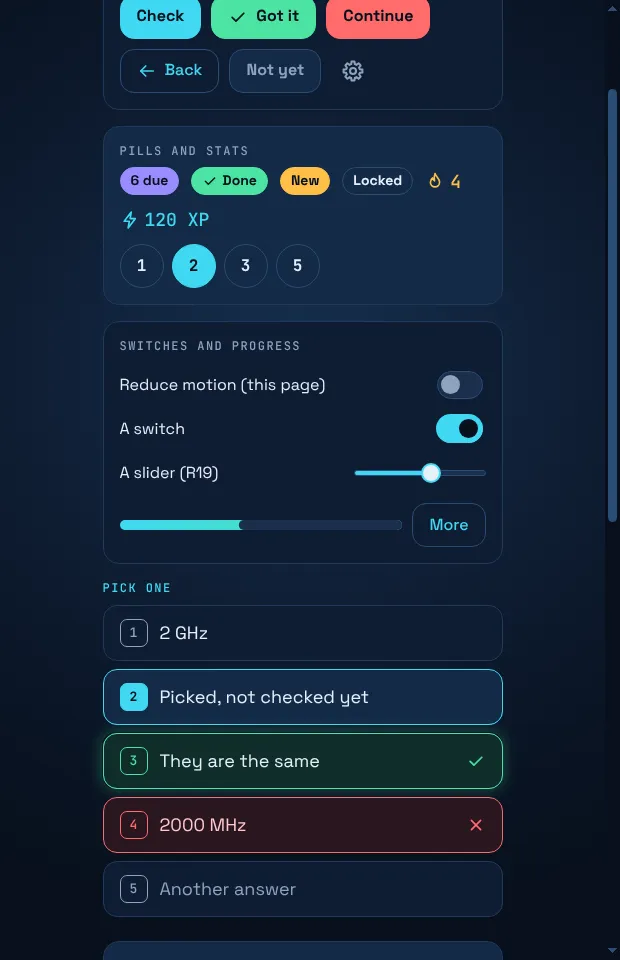 Check Got it Continue
Back Not yet
PILLS AND STATS
6 due Done New Locked 4
120 XP
1 2 3 5
SWITCHES AND PROGRESS
Reduce motion (this page)
A switch
A slider (R19)
More
PICK ONE
1 2 GHz
2 Picked, not checked yet
3 They are the same
4 2000 MHz
5 Another answer